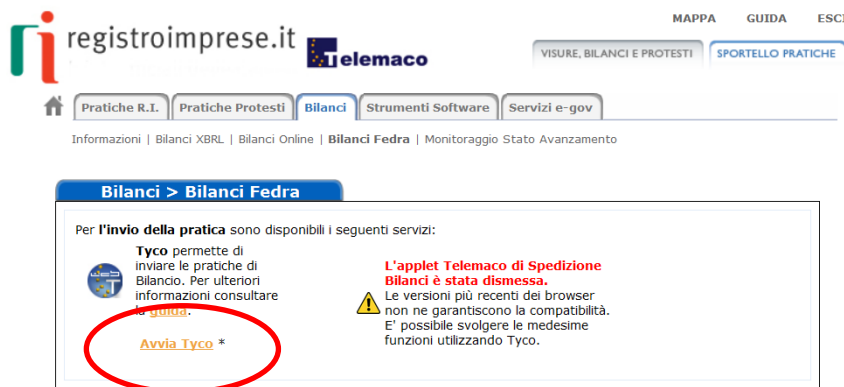 MAPPA GUIDA ESCI
registroimprese.it
Telemaco
VISURE, BILANCI E PROTESTI SPORTELLO PRATICHE
Pratiche R.I. Pratiche Protesti Bilanci Strumenti Software Servizi e-gov
Informazioni | Bilanci XBRL | Bilanci Online | Bilanci Fedra | Monitoraggio Stato Avanzamento
Bilanci > Bilanci Fedra
Per l'invio della pratica sono disponibili i seguenti servizi:
Tyco permette di
inviare le pratiche di
Bilancio. Per ulteriori
informazioni consultare
la guida.
Avvia Tyco *
L'applet Telemaco di Spedizione
Bilanci è stata dismessa.
Le versioni più recenti dei browser
non ne garantiscono la compatibilità.
E' possibile svolgere le medesime
funzioni utilizzando Tyco.